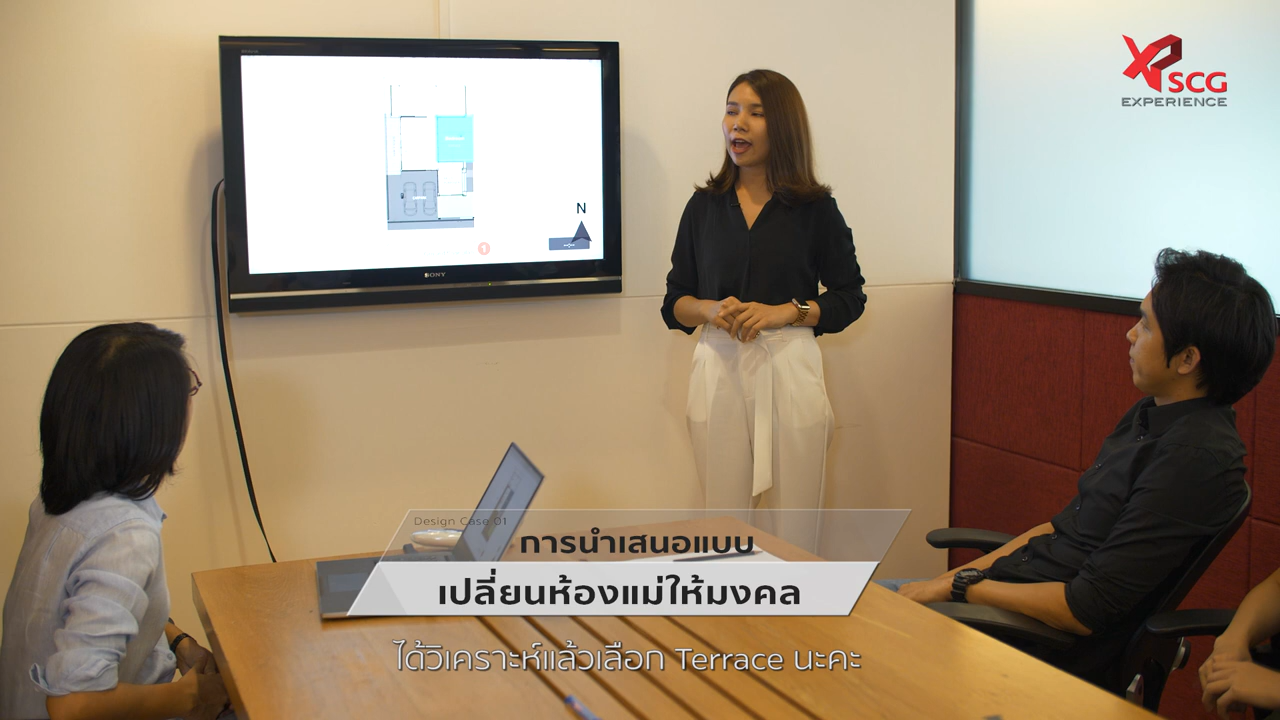 XP SCG
EXPERIENCE
N
1
SONY
Design Case 01
การนำเสนอแบบ
เปลี่ยนห้องแม่ให้มงคล
ได้วิเคราะห์แล้วเลือก Terrace นะคะ